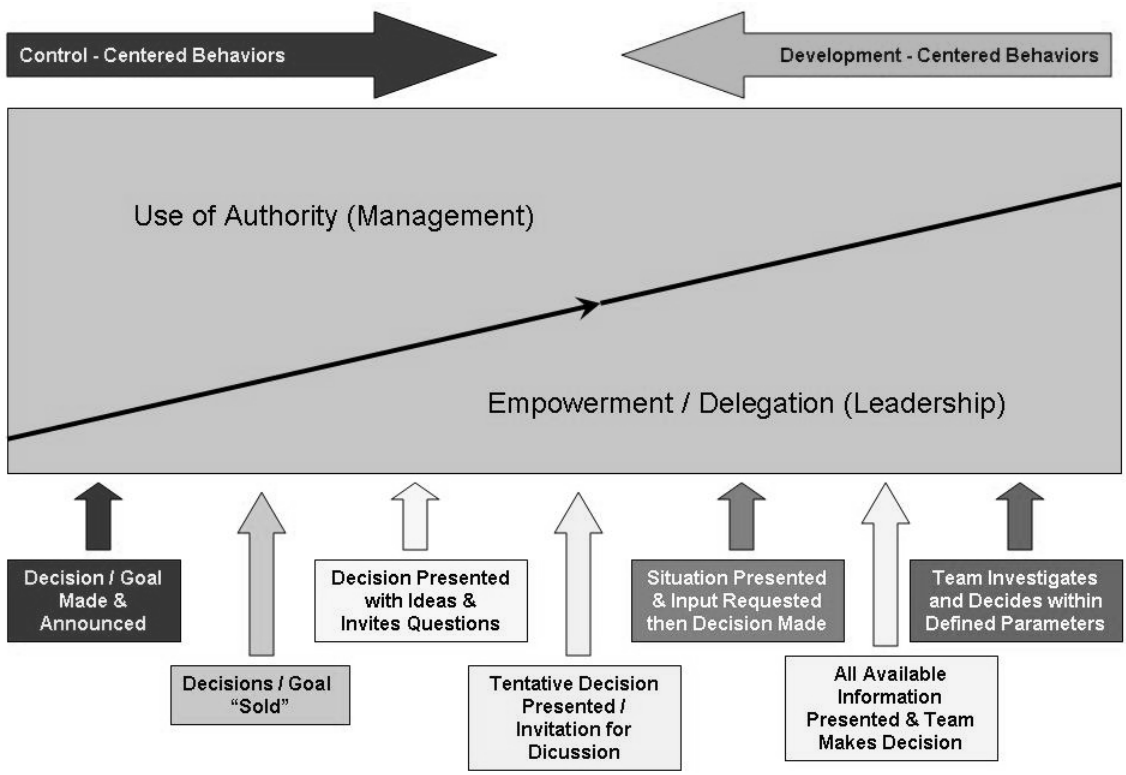 Control - Centered Behaviors
Development - Centered Behaviors
Use of Authority (Management)
Empowerment / Delegation (Leadership)
Decision / Goal
Made &
Announced
Decisions / Goal
“Sold”
Decision Presented
with Ideas &
Invites Questions
Tentative Decision
Presented /
Invitation for
Dicussion
Situation Presented
& Input Requested
then Decision Made
All Available
Information
Presented & Team
Makes Decision
Team Investigates
and Decides within
Defined Parameters